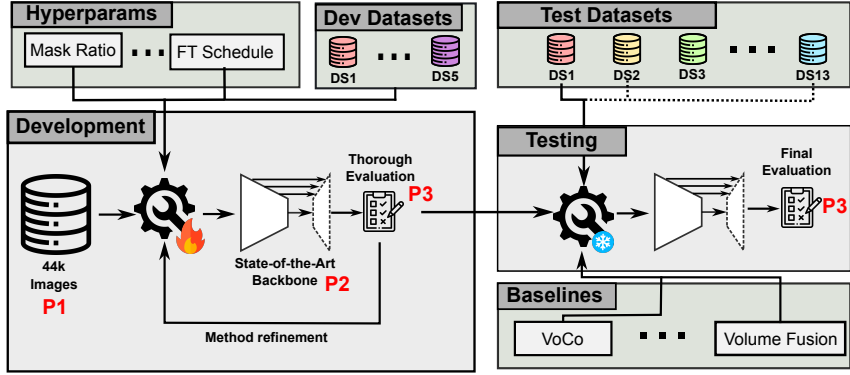 Hyperparams
Mask Ratio
FT Schedule
Dev Datasets
DS1
DS5
Test Datasets
DS1
DS2
DS3
DS13
Development
44k
Images
P1
State-of-the-Art
Backbone
P2
Thorough
Evaluation
P3
Method refinement
Testing
Final
Evaluation
P3
Baselines
VoCo
Volume Fusion